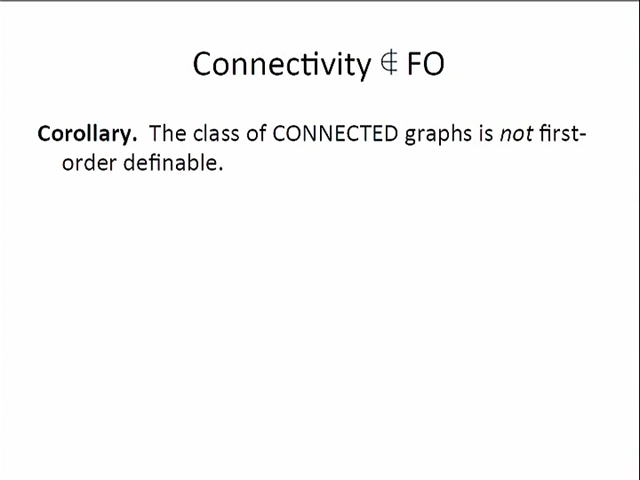 Connectivity ∉ FO
Corollary. The class of CONNECTED graphs is not first-
order definable.